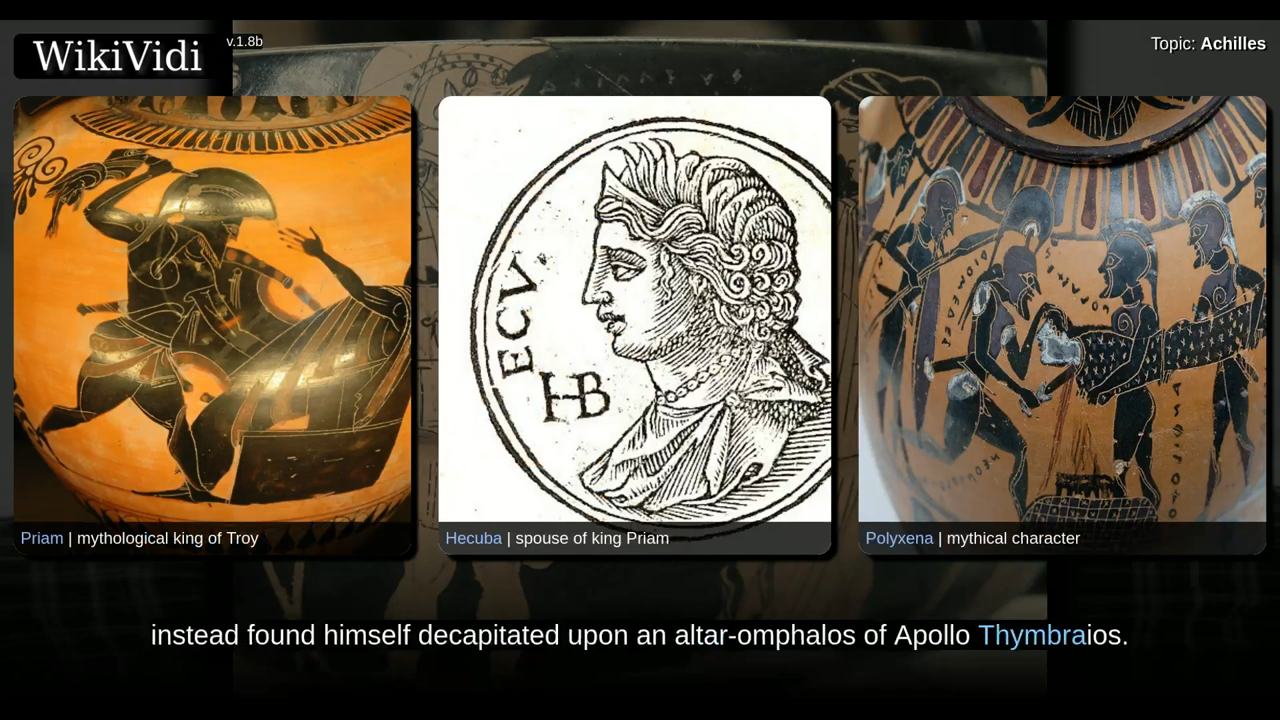 WikiVidi
v.1.8b
Topic: Achilles
ECV.
HB
Priam | mythological king of Troy
Hecuba | spouse of king Priam
Polyxena | mythical character
instead found himself decapitated upon an altar-omphalos of Apollo Thymbraios.